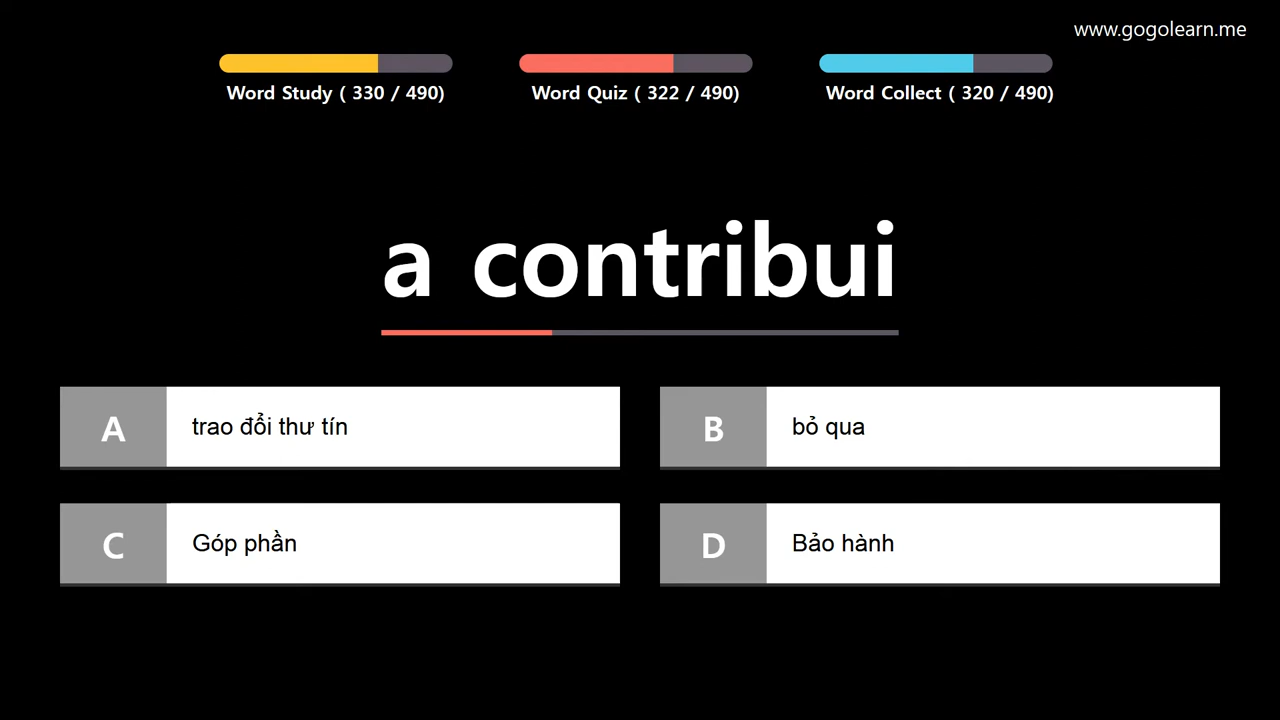 www.gogolearn.me
Word Study ( 330 / 490)
Word Quiz ( 322 / 490)
Word Collect ( 320 / 490)
a contribui
A
trao đổi thư tín
B
bỏ qua
C
Góp phần
D
Bảo hành